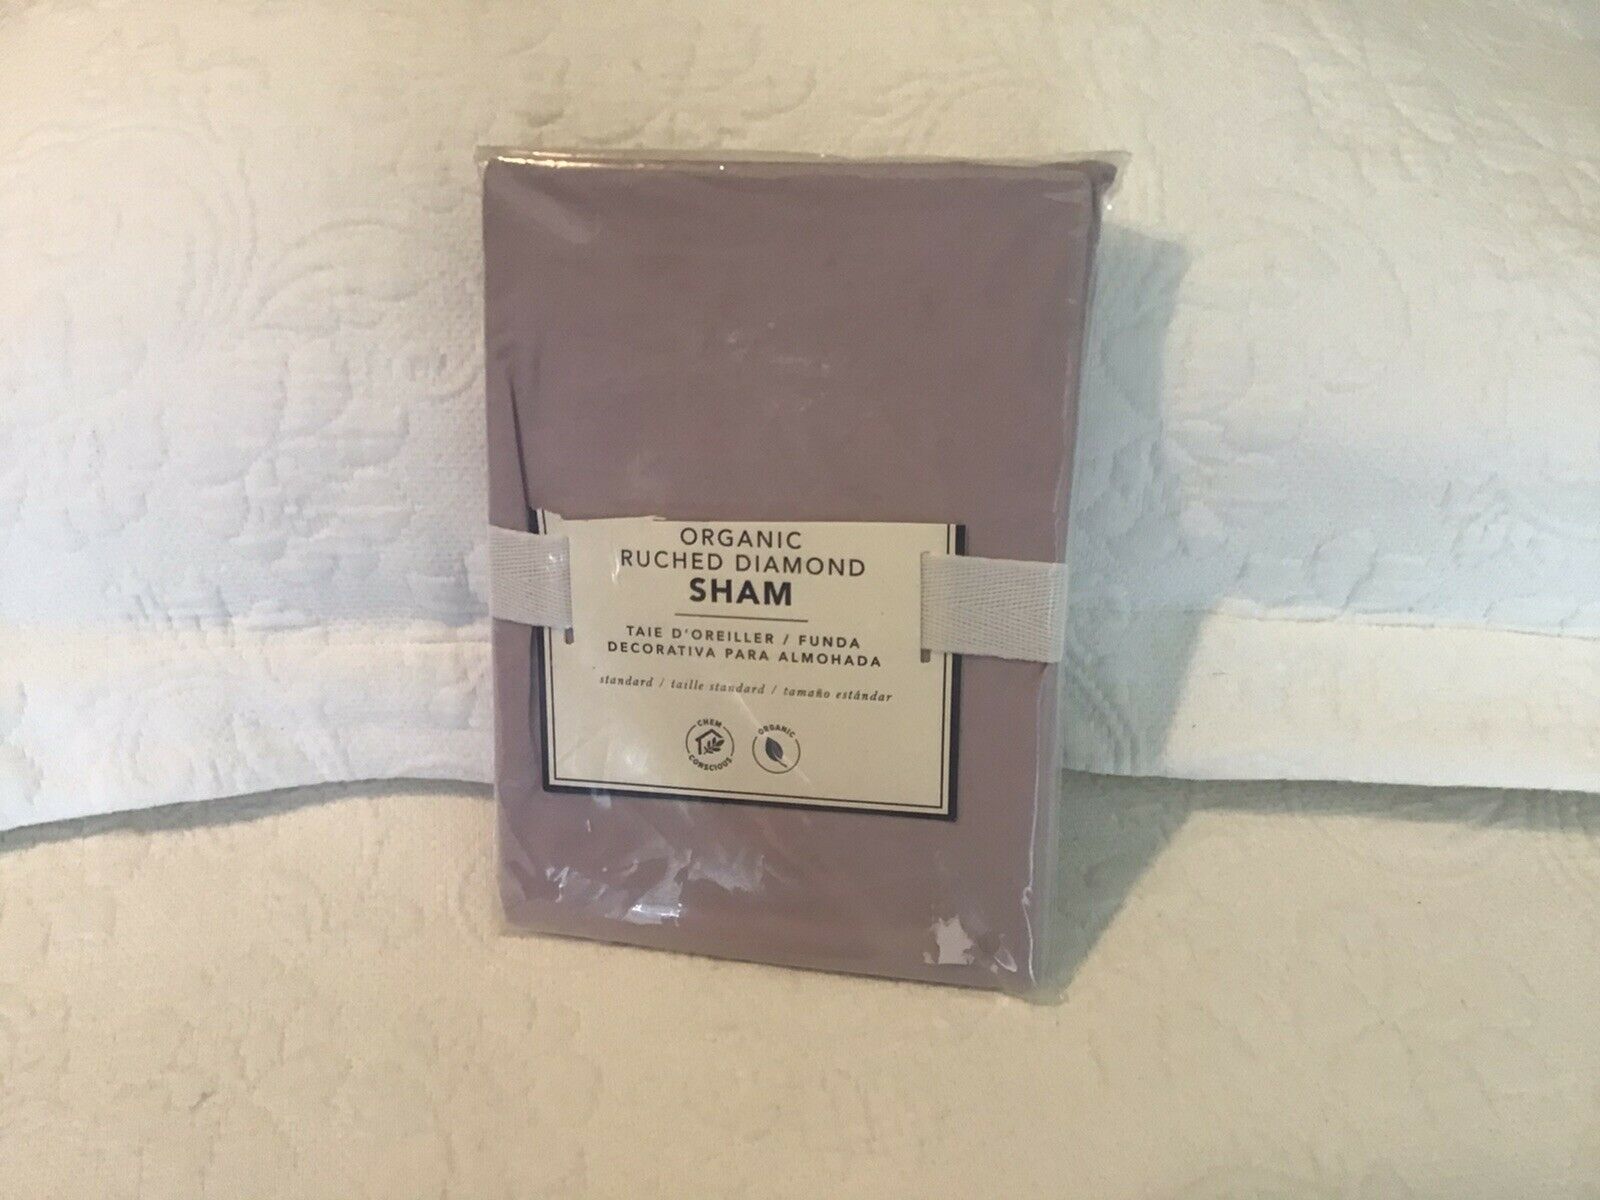 ORGANIC
RUCHED DIAMOND
SHAM
TAIE D'OREILLER / FUNDA
DECORATIVA PARA ALMOHADA
standard / taille standard / tamaño estándar
CHEM
CONSCIOUS
ORGANIC